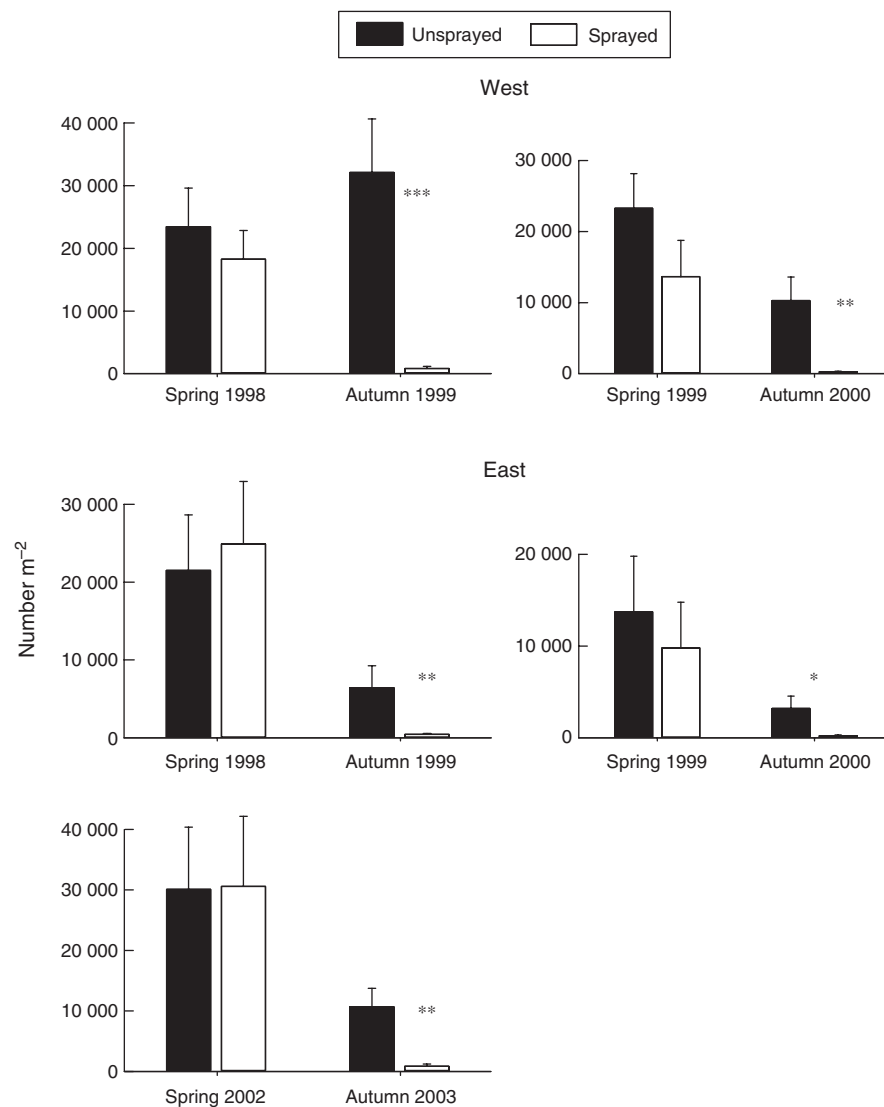 Unsprayed Sprayed
West
40 000
30 000
20 000
10 000
0
Spring 1998 Autumn 1999
***
30 000
20 000
10 000
0
Spring 1999 Autumn 2000
**
East
Number m−2
30 000
20 000
10 000
0
Spring 1998 Autumn 1999
**
20 000
10 000
0
Spring 1999 Autumn 2000
*
40 000
30 000
20 000
10 000
0
Spring 2002 Autumn 2003
**